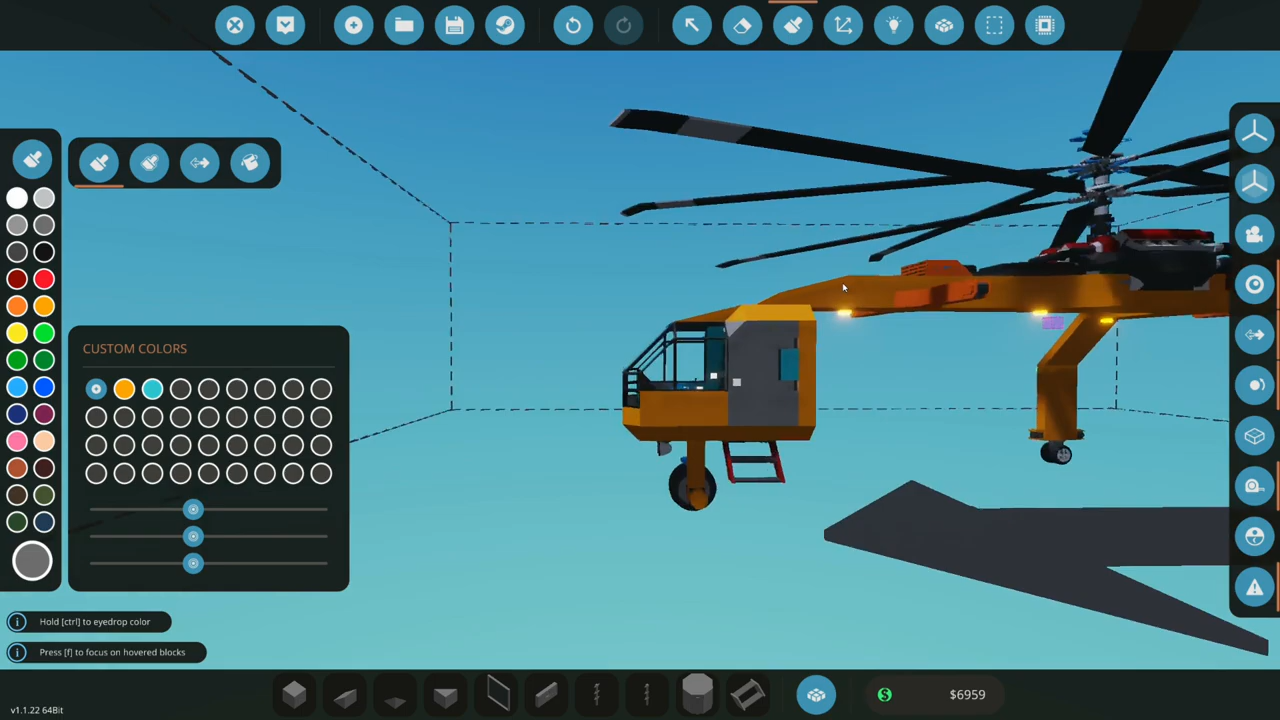 CUSTOM COLORS
Hold [ctrl] to eyedrop color
Press [f] to focus on hovered blocks
$6959
v1.1.22 64Bit